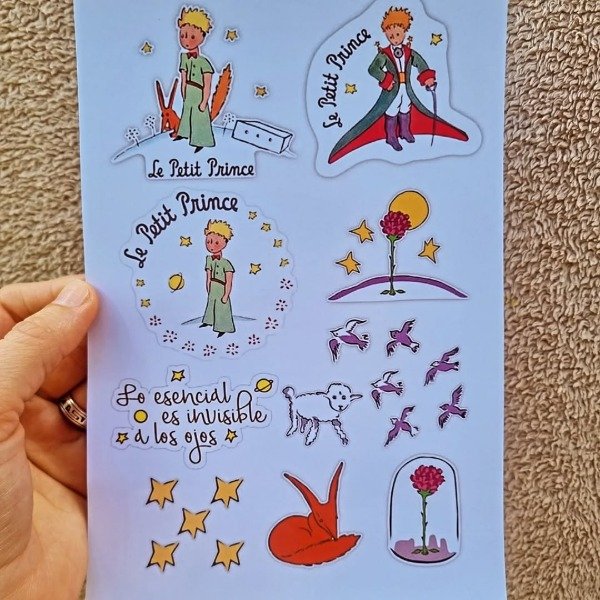 Le Petit Prince
Le Petit Prince
Le Petit Prince
Lo esencial
es invisible
a los ojos